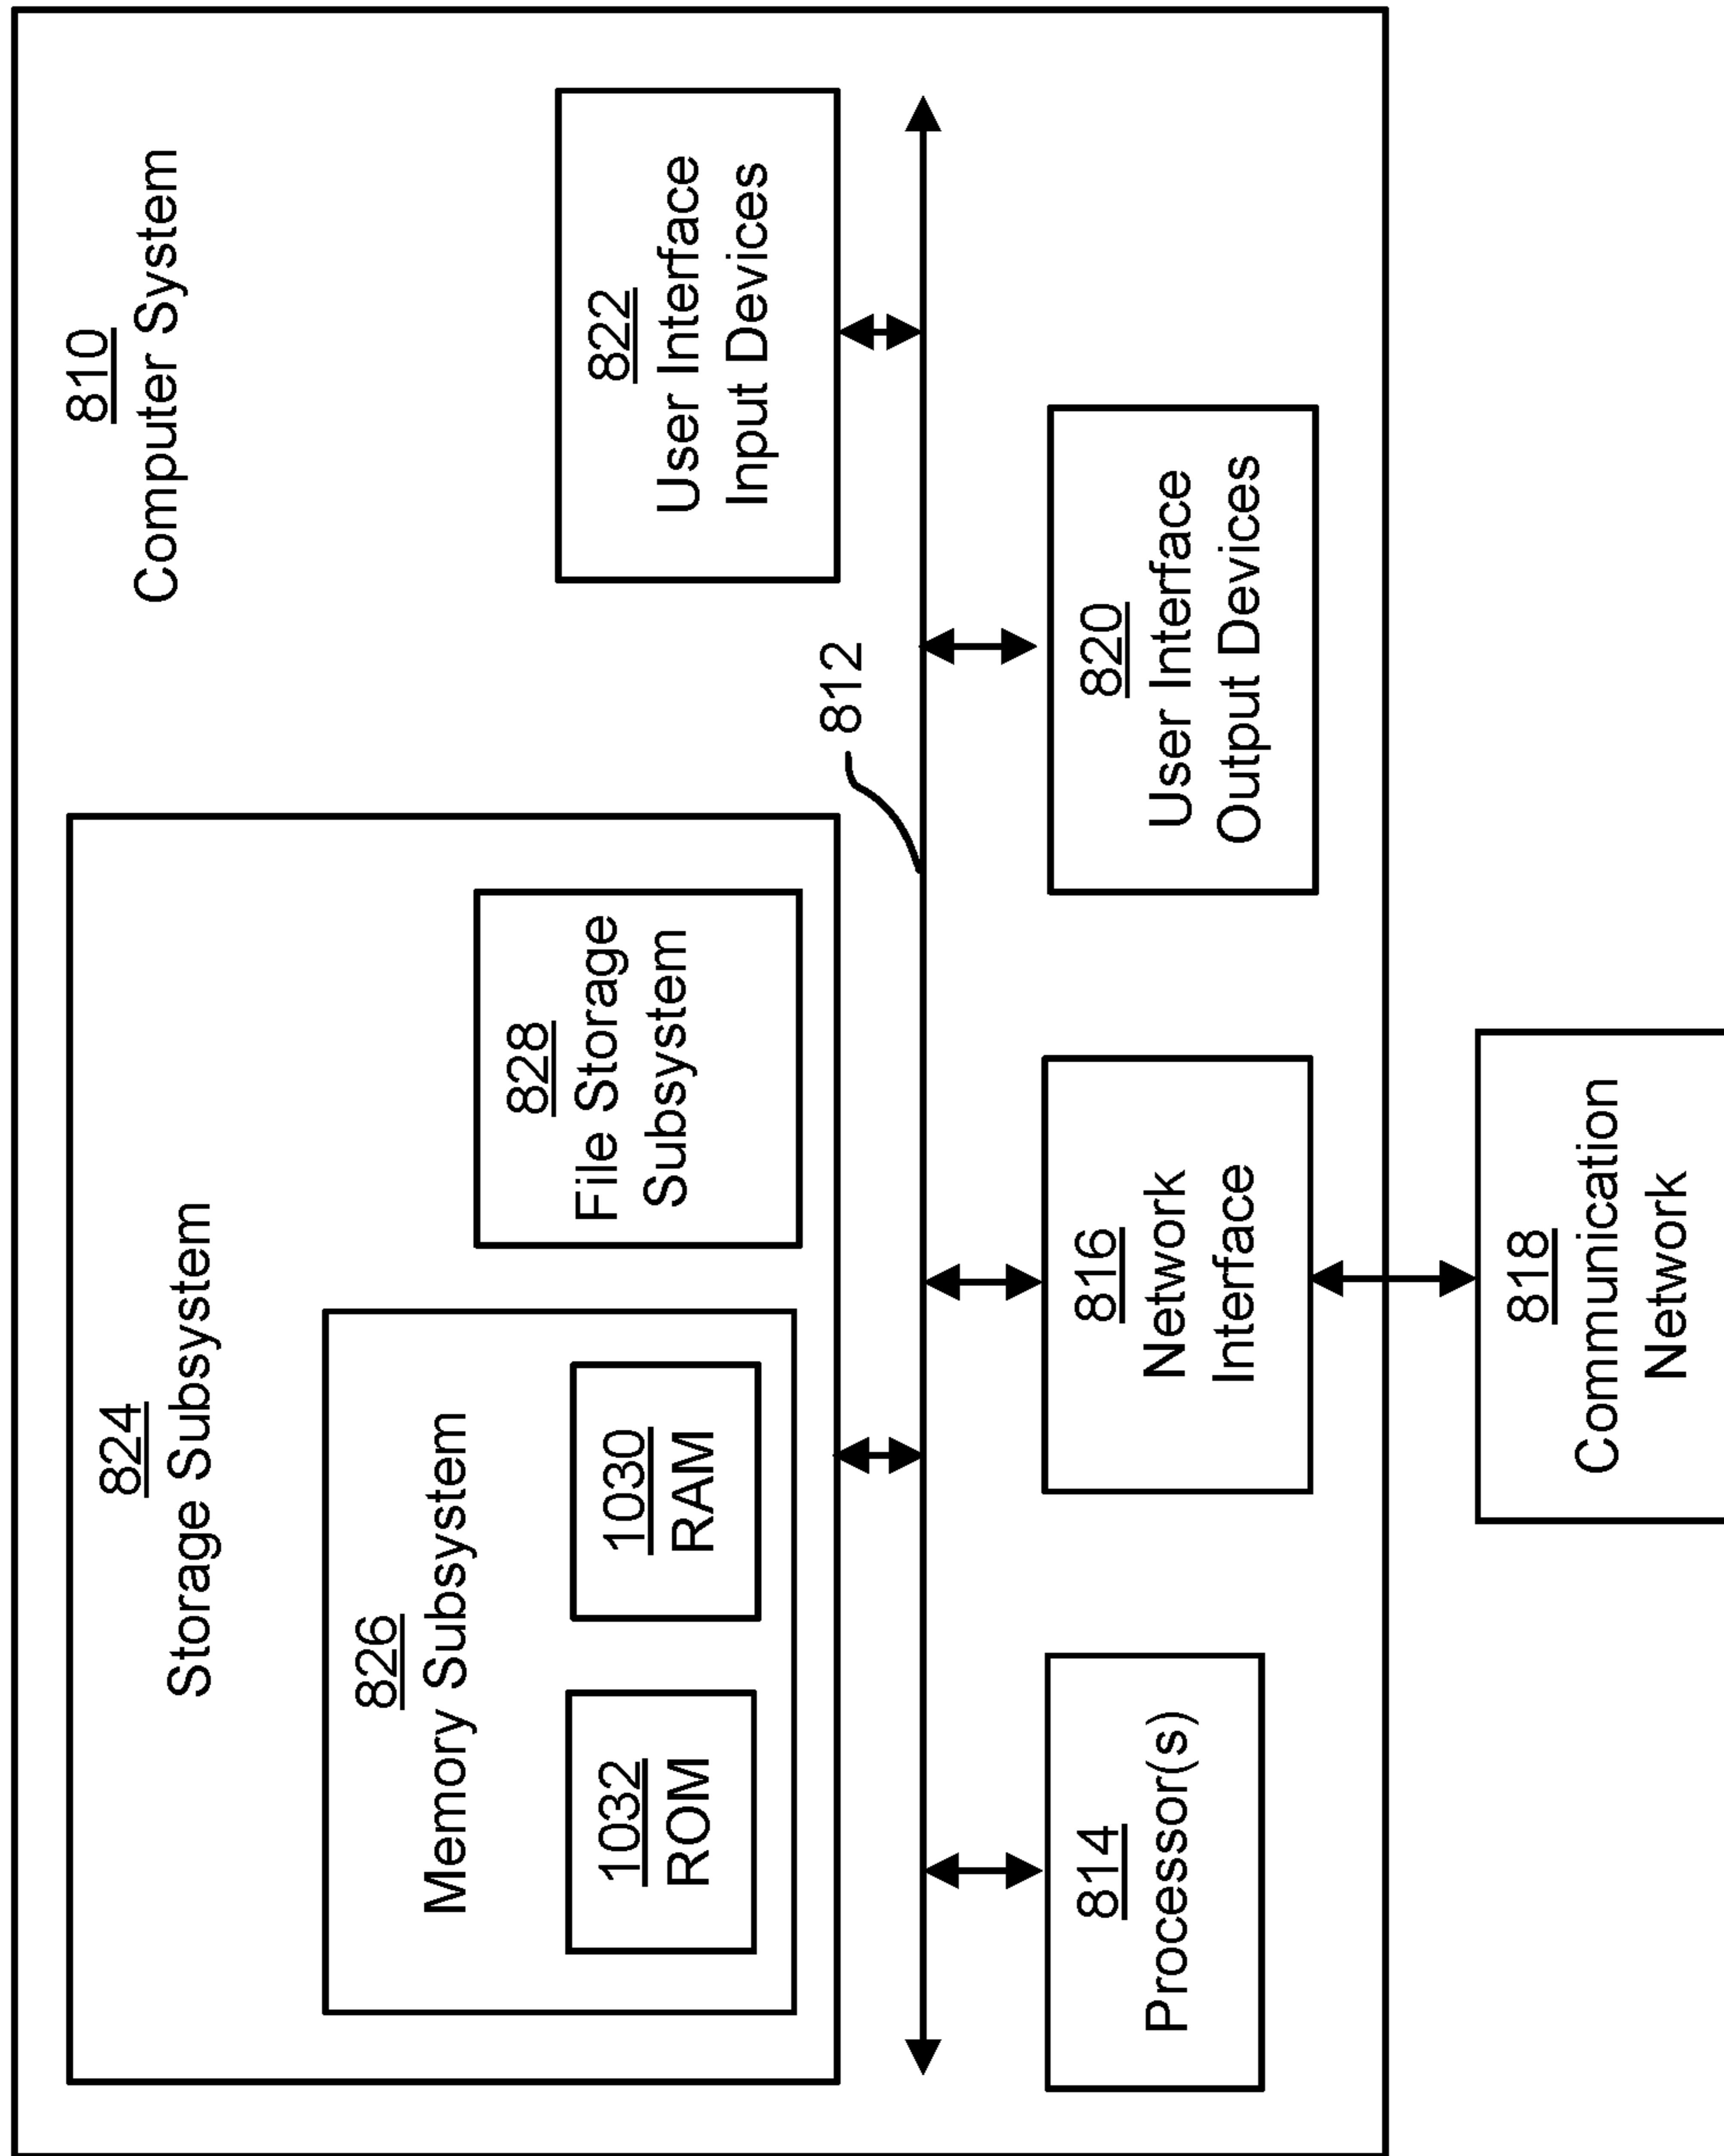 810
Computer System
824
Storage Subsystem
826
Memory Subsystem
1032
ROM
1030
RAM
828
File Storage
Subsystem
822
User Interface
Input Devices
812
814
Processor(s)
816
Network
Interface
820
User Interface
Output Devices
818
Communication
Network